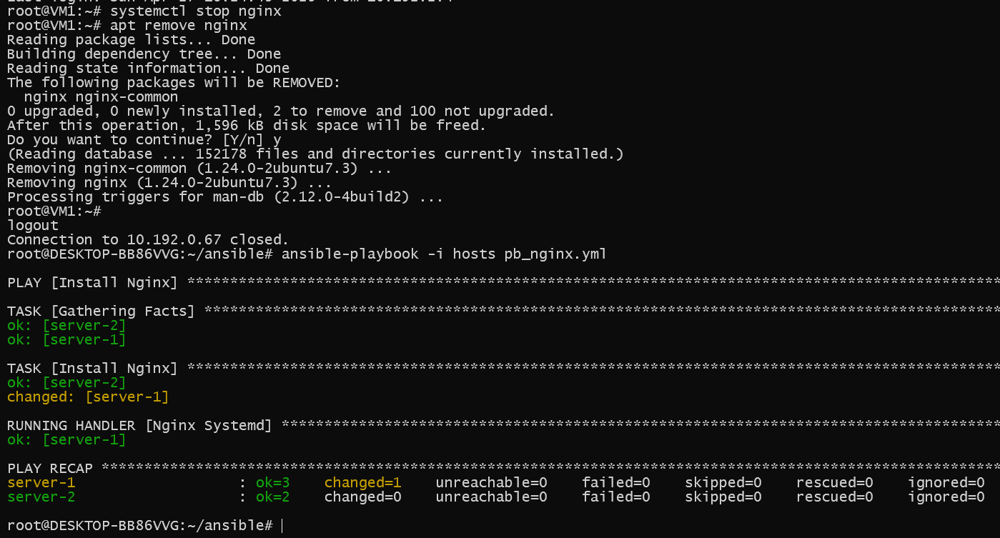 root@VM1:~# systemctl stop nginx
root@VM1:~# apt remove nginx
Reading package lists... Done
Building dependency tree... Done
Reading state information... Done
The following packages will be REMOVED:
  nginx nginx-common
0 upgraded, 0 newly installed, 2 to remove and 100 not upgraded.
After this operation, 1,596 kB disk space will be freed.
Do you want to continue? [Y/n] y
(Reading database ... 152178 files and directories currently installed.)
Removing nginx-common (1.24.0-2ubuntu7.3) ...
Removing nginx (1.24.0-2ubuntu7.3) ...
Processing triggers for man-db (2.12.0-4build2) ...
root@VM1:~#
logout
Connection to 10.192.0.67 closed.
root@DESKTOP-BB86VVG:~/ansible# ansible-playbook -i hosts pb_nginx.yml
PLAY [Install Nginx] ***********************************************************************************************
TASK [Gathering Facts] *********************************************************************************************
ok: [server-2]
ok: [server-1]
TASK [Install Nginx] ***********************************************************************************************
ok: [server-2]
changed: [server-1]
RUNNING HANDLER [Nginx Systemd] ************************************************************************************
ok: [server-1]
PLAY RECAP *********************************************************************************************************
server-1                   : ok=3    changed=1    unreachable=0    failed=0    skipped=0    rescued=0    ignored=0
server-2                   : ok=2    changed=0    unreachable=0    failed=0    skipped=0    rescued=0    ignored=0
root@DESKTOP-BB86VVG:~/ansible#